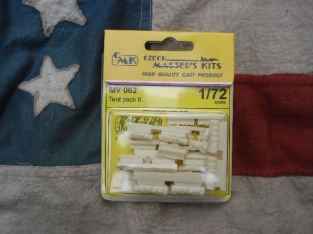 CMK
CZECH
MASTER'S KITS
HIGH QUALITY CAST PRODUCT
MV 062
Tent pack II.
1/72
scale